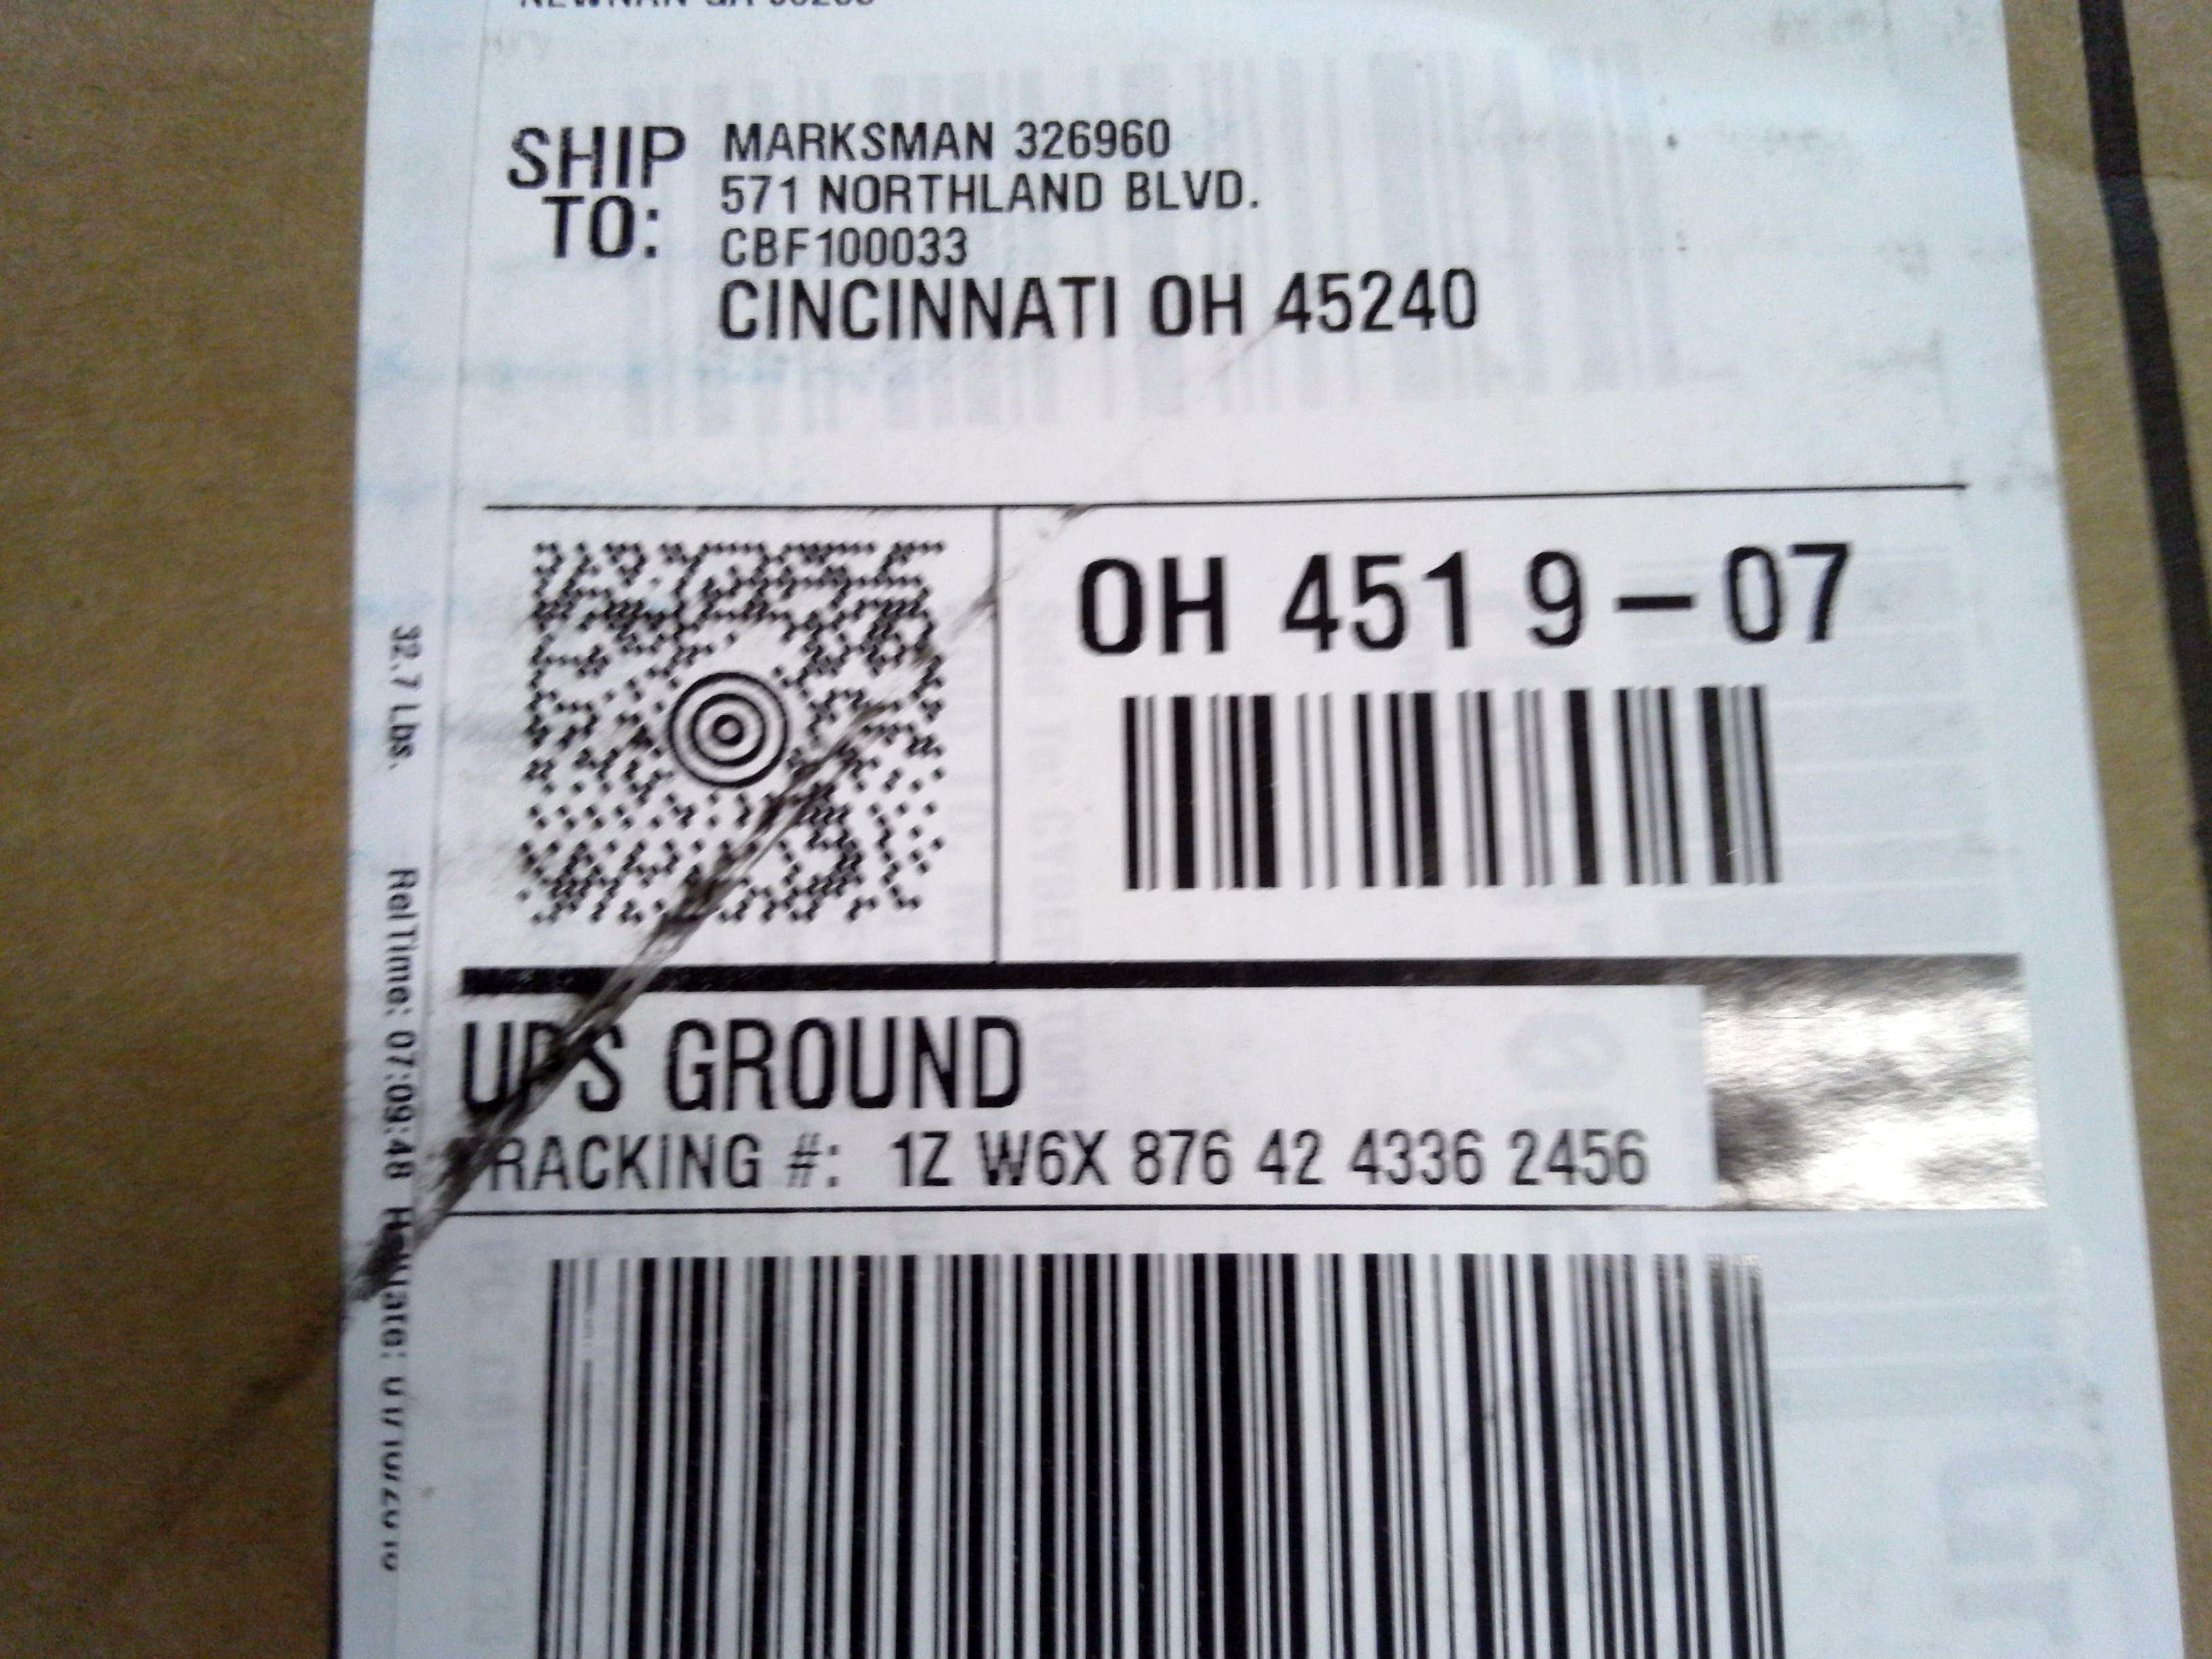 SHIP TO:
MARKSMAN 326960
571 NORTHLAND BLVD.
CBF100033
CINCINNATI OH 45240
OH 451 9-07
UPS GROUND
TRACKING #: 1Z W6X 876 42 4336 2456
32.7 Lbs. RelTime: 07:09:48